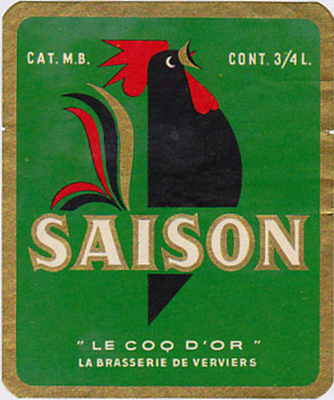 CAT. M.B. CONT. 3/4 L.
SAISON
" LE COQ D'OR "
LA BRASSERIE DE VERVIERS